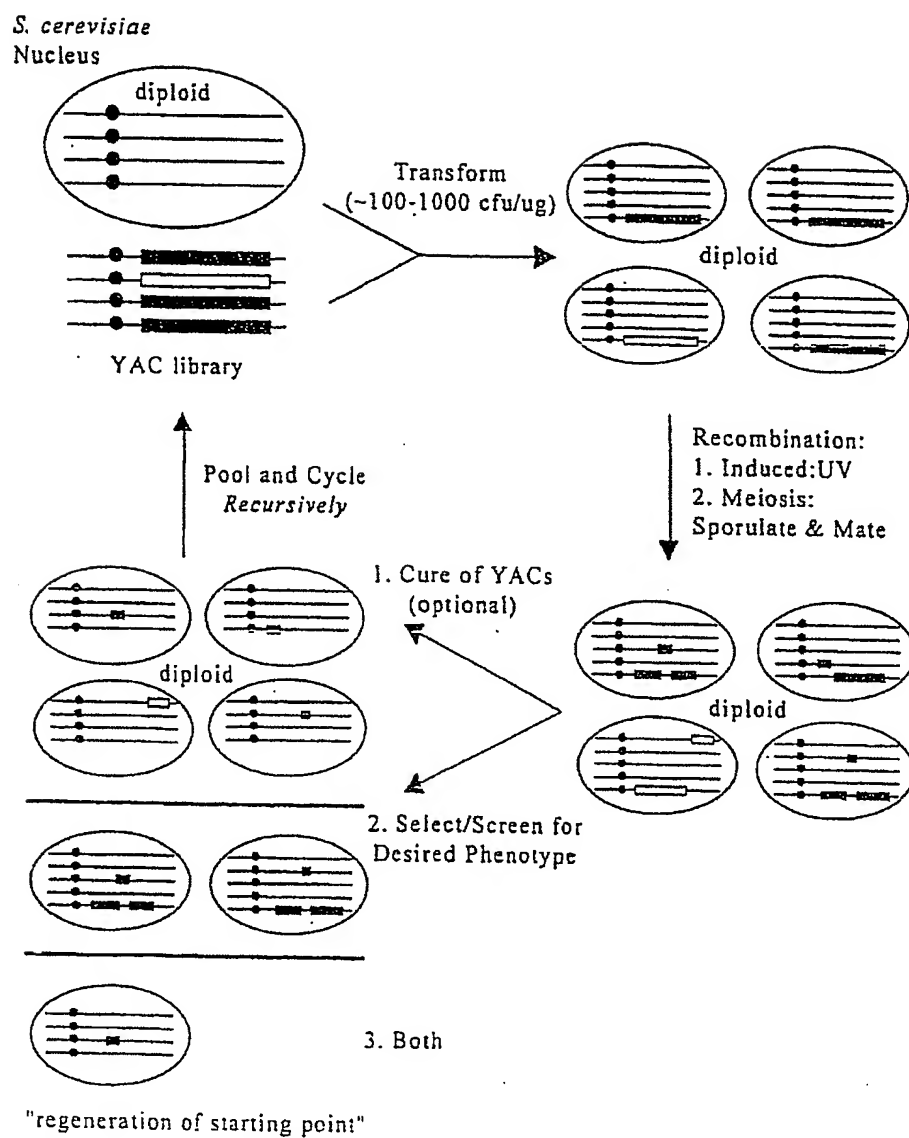 S. cerevisiae
Nucleus
diploid
YAC library
Transform
(~100-1000 cfu/ug)
diploid
Recombination:
1. Induced:UV
2. Meiosis:
Sporulate & Mate
Pool and Cycle
Recursively
1. Cure of YACs
(optional)
diploid
diploid
2. Select/Screen for
Desired Phenotype
3. Both
"regeneration of starting point"